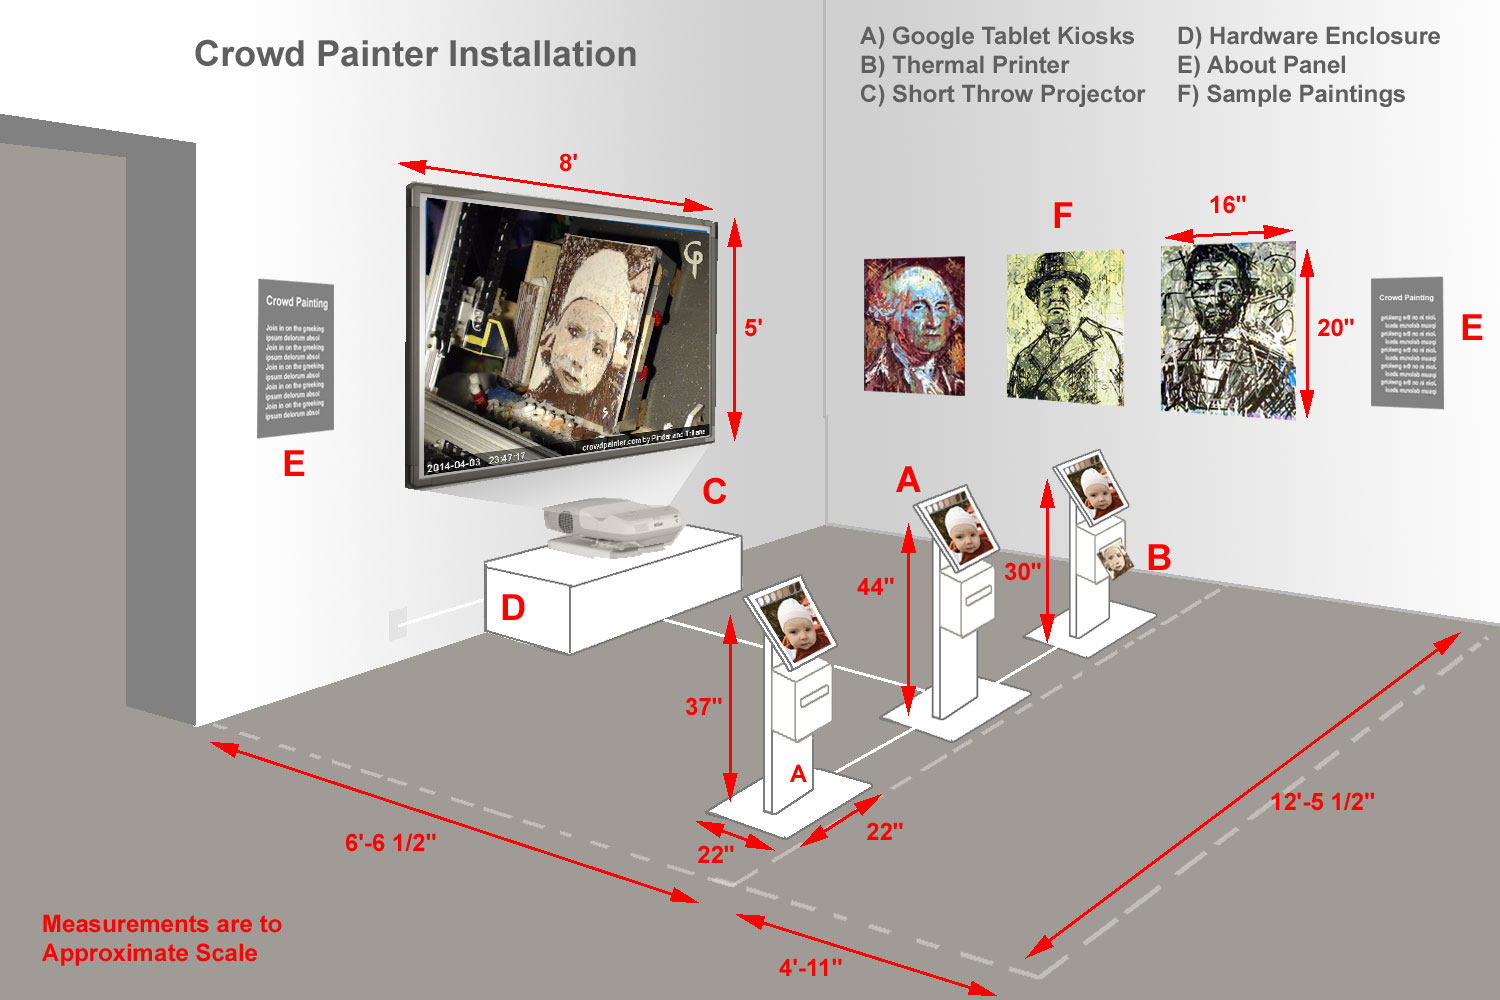 Crowd Painter Installation
A) Google Tablet Kiosks
B) Thermal Printer
C) Short Throw Projector
D) Hardware Enclosure
E) About Panel
F) Sample Paintings
8'
5'
2014-04-03 23:47:17
crowdpainter.com by Pindar and
Crowd Painting
Join in on the greeking
ipsum delorum absol
Join in on the greeking
ipsum delorum absol
Join in on the greeking
ipsum delorum absol
Join in on the greeking
ipsum delorum absol
Join in on the greeking
ipsum delorum absol
E
F
16"
20"
Crowd Painting
E
C
D
A
44"
30"
B
37"
A
22"
22"
6'-6 1/2"
4'-11"
12'-5 1/2"
Measurements are to
Approximate Scale